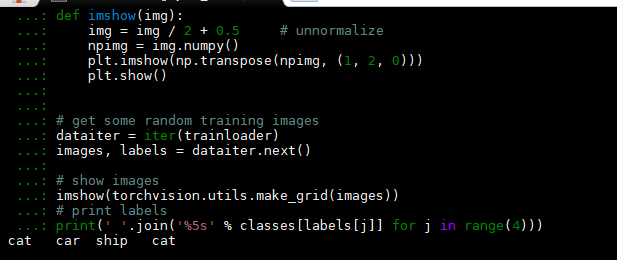 ...: def imshow(img):
...:     img = img / 2 + 0.5     # unnormalize
...:     npimg = img.numpy()
...:     plt.imshow(np.transpose(npimg, (1, 2, 0)))
...:     plt.show()
...:
...:
...: # get some random training images
...: dataiter = iter(trainloader)
...: images, labels = dataiter.next()
...:
...: # show images
...: imshow(torchvision.utils.make_grid(images))
...: # print labels
...: print(' '.join('%5s' % classes[labels[j]] for j in range(4)))
cat   car  ship   cat